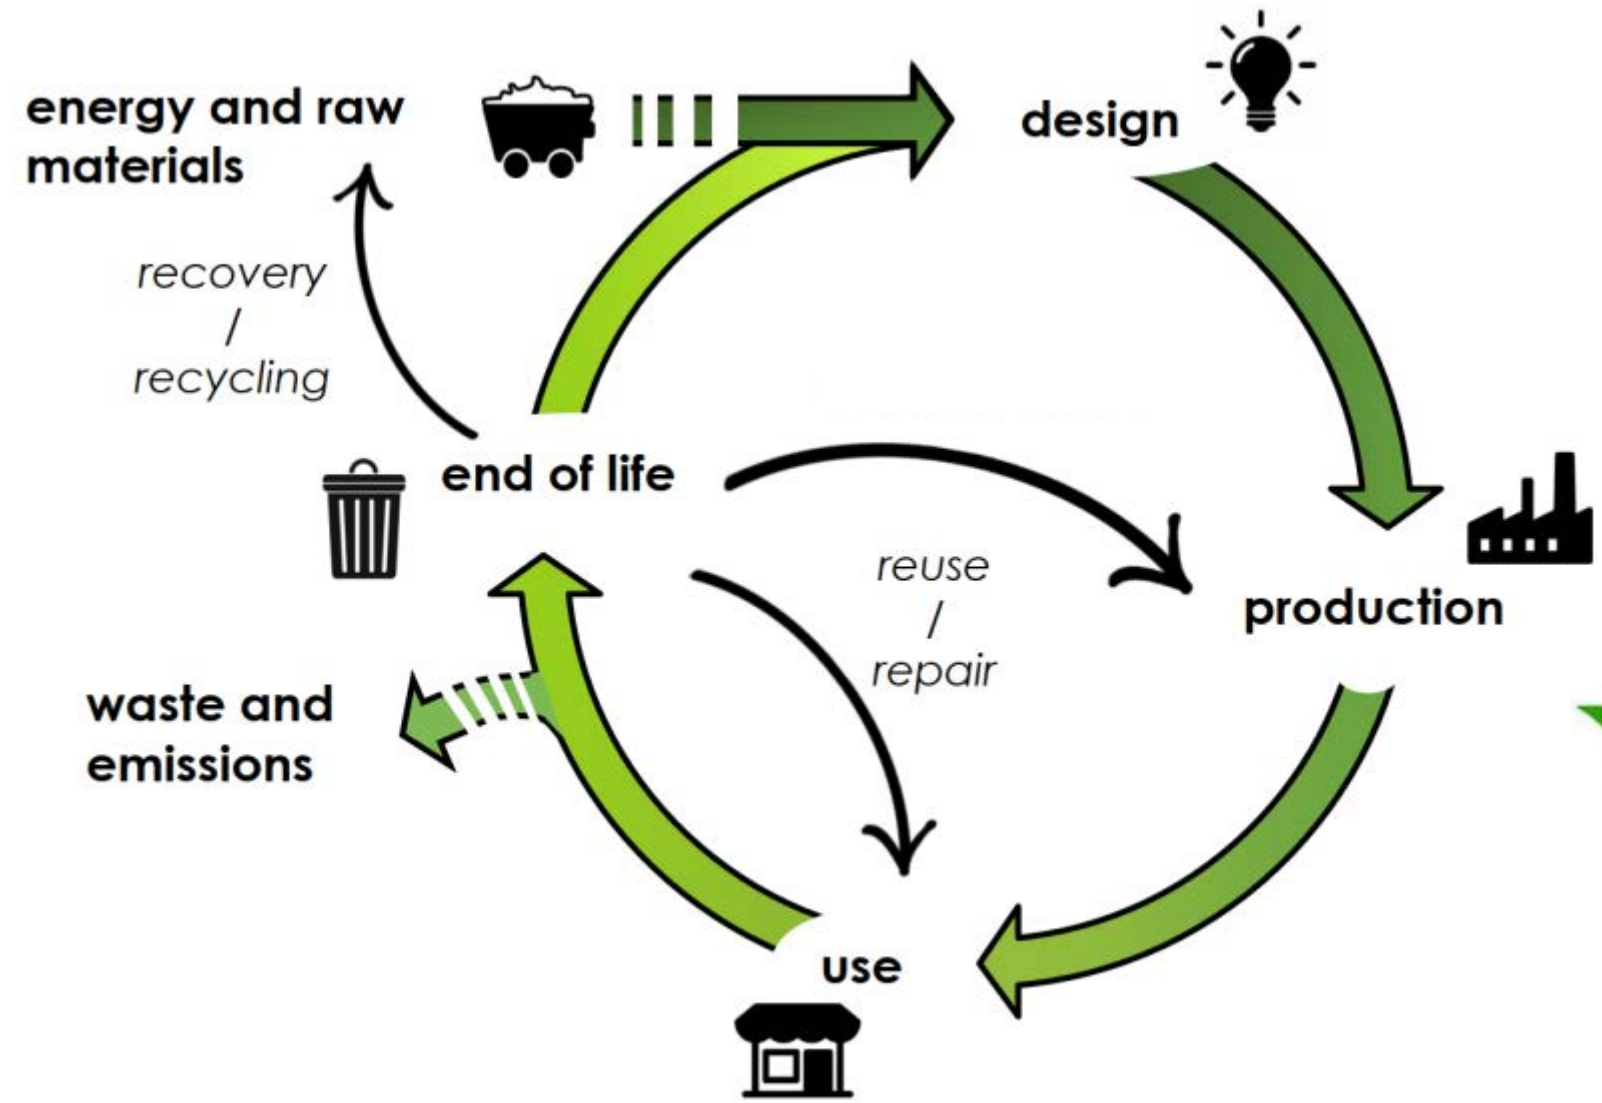 energy and raw
materials
design
recovery
/
recycling
end of life
reuse
/
repair
production
waste and
emissions
use